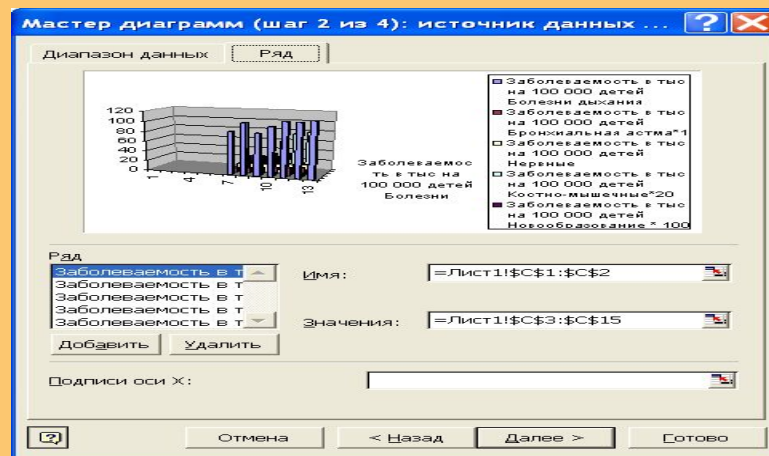 Мастер диаграмм (шаг 2 из 4): источник данных ...
Диапазон данных
Ряд
120
100
80
60
40
20
0
1
4
7
10
13
Заболеваемос
ть в тыс на
100 000 детей
Болезни
Заболеваемость в тыс
на 100 000 детей
Болезни дыхания
Заболеваемость в тыс
на 100 000 детей
Бронхиальная астма*1
Заболеваемость в тыс
на 100 000 детей
Нервные
Заболеваемость в тыс
на 100 000 детей
Костно-мышечные*20
Заболеваемость в тыс
на 100 000 детей
Новообразование * 100
Ряд
Заболеваемость в т
Заболеваемость в т
Заболеваемость в т
Заболеваемость в т
Заболеваемость в т
Добавить
Удалить
Имя:
=Лист1!$C$1:$C$2
Значения:
=Лист1!$C$3:$C$15
Подписи оси X:
Отмена
< Назад
Далее >
Готово